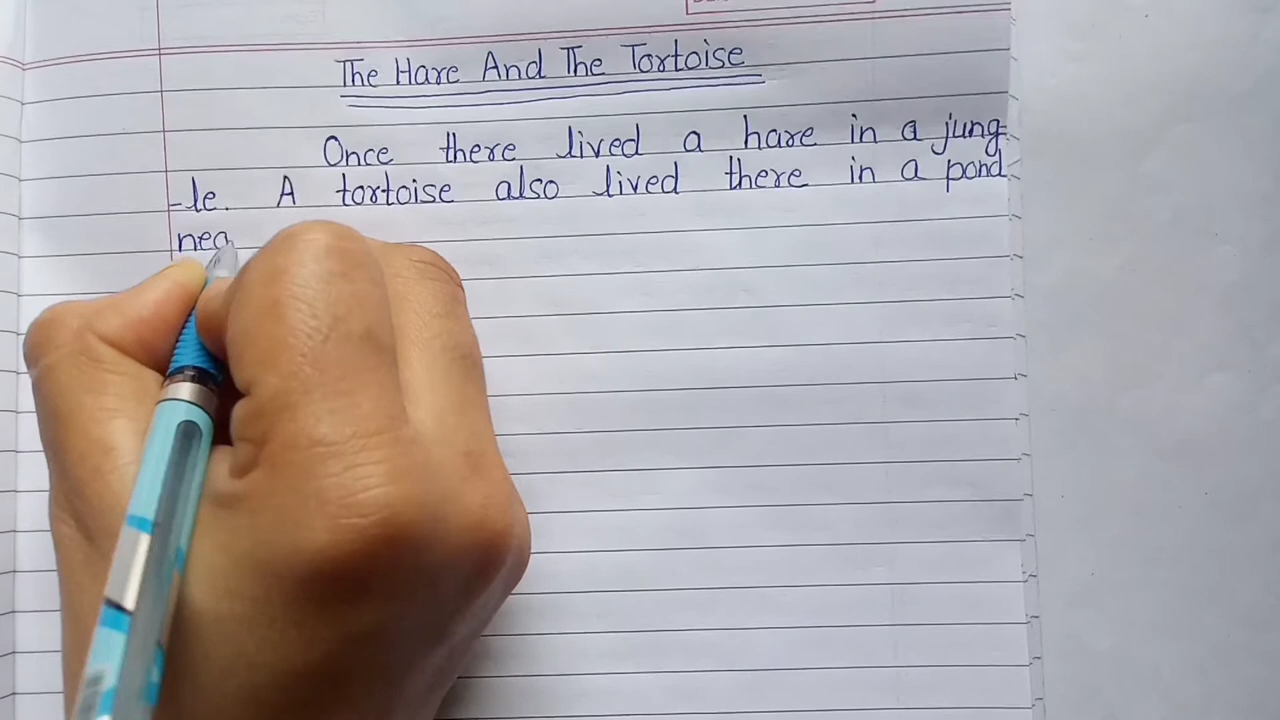 The Hare And The Tortoise
Once there lived a hare in a jung
-le. A tortoise also lived there in a pond
nea